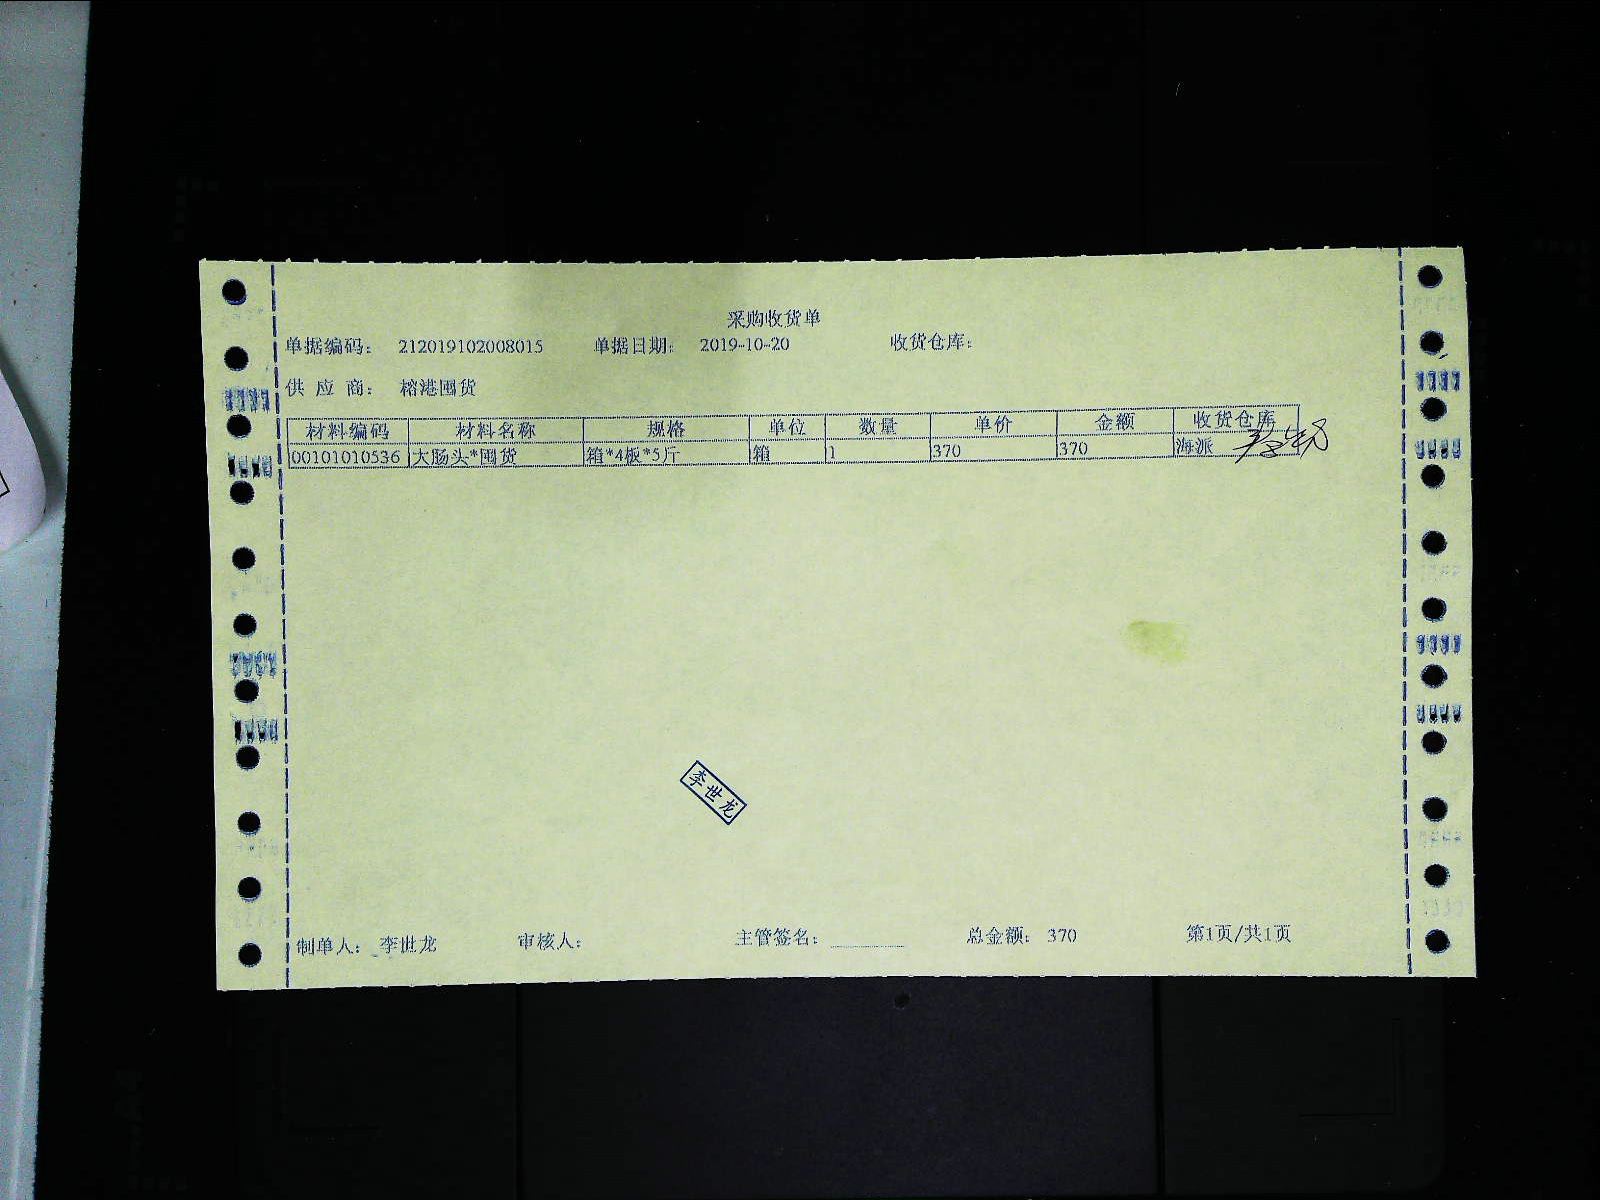 采购收货单
单据编码： 212019102008015 单据日期： 2019-10-20 收货仓库：
供 应 商： 榕港囤货
材料编码 材料名称 规格 单位 数量 单价 金额 收货仓库
00101010536 大肠头*囤货 箱*4板*5斤 箱 1 370 370 海派
李世龙
制单人： 李世龙 审核人： 主管签名： 总金额： 370 第1页/共1页